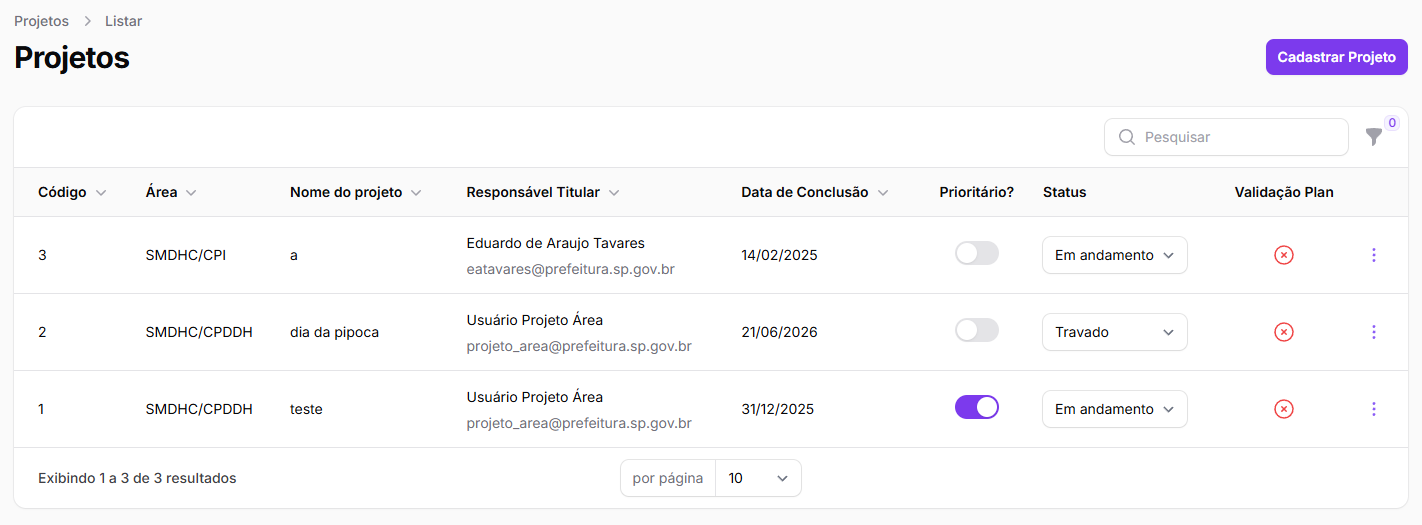 Projetos > Listar
Projetos
Cadastrar Projeto
Pesquisar
0
Código Área Nome do projeto Responsável Titular Data de Conclusão Prioritário? Status Validação Plan
3 SMDHC/CPI a Eduardo de Araujo Tavares 14/02/2025 Em andamento
eatavares@prefeitura.sp.gov.br
2 SMDHC/CPDDH dia da pipoca Usuário Projeto Área 21/06/2026 Travado
projeto_area@prefeitura.sp.gov.br
1 SMDHC/CPDDH teste Usuário Projeto Área 31/12/2025 Em andamento
projeto_area@prefeitura.sp.gov.br
Exibindo 1 a 3 de 3 resultados por página 10